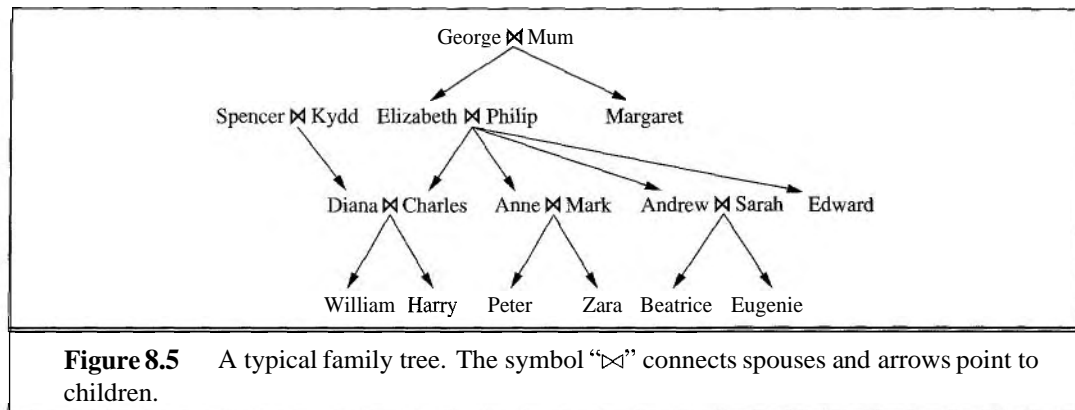 George ⋈ Mum
Spencer ⋈ Kydd Elizabeth ⋈ Philip Margaret
Diana ⋈ Charles Anne ⋈ Mark Andrew ⋈ Sarah Edward
William Harry Peter Zara Beatrice Eugenie
Figure 8.5 A typical family tree. The symbol “⋈” connects spouses and arrows point to
children.